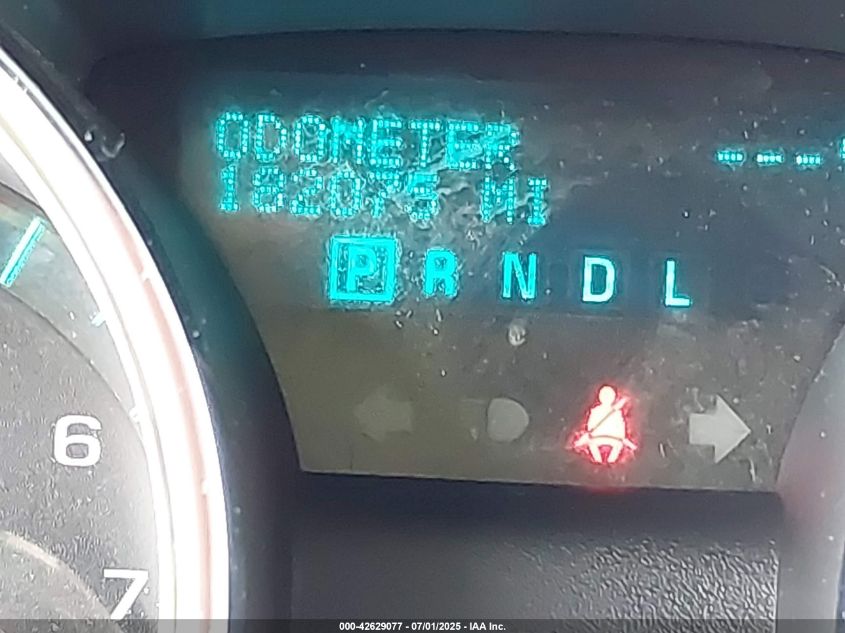 ODOMETER
182075 MI
P R N D L
6
7
000-42629077 - 07/01/2025 - IAA Inc.